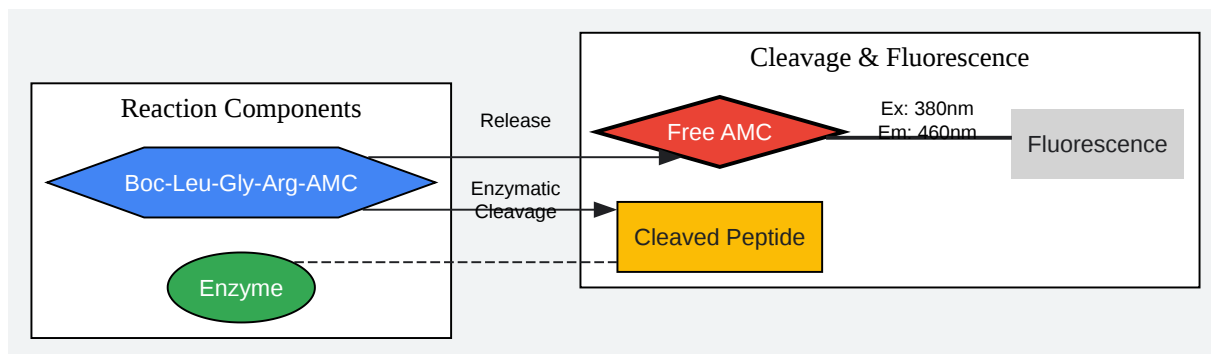 Reaction Components
Boc-Leu-Gly-Arg-AMC
Enzyme
Release
Enzymatic
Cleavage
Cleavage & Fluorescence
Free AMC
Ex: 380nm
Em: 460nm
Fluorescence
Cleaved Peptide